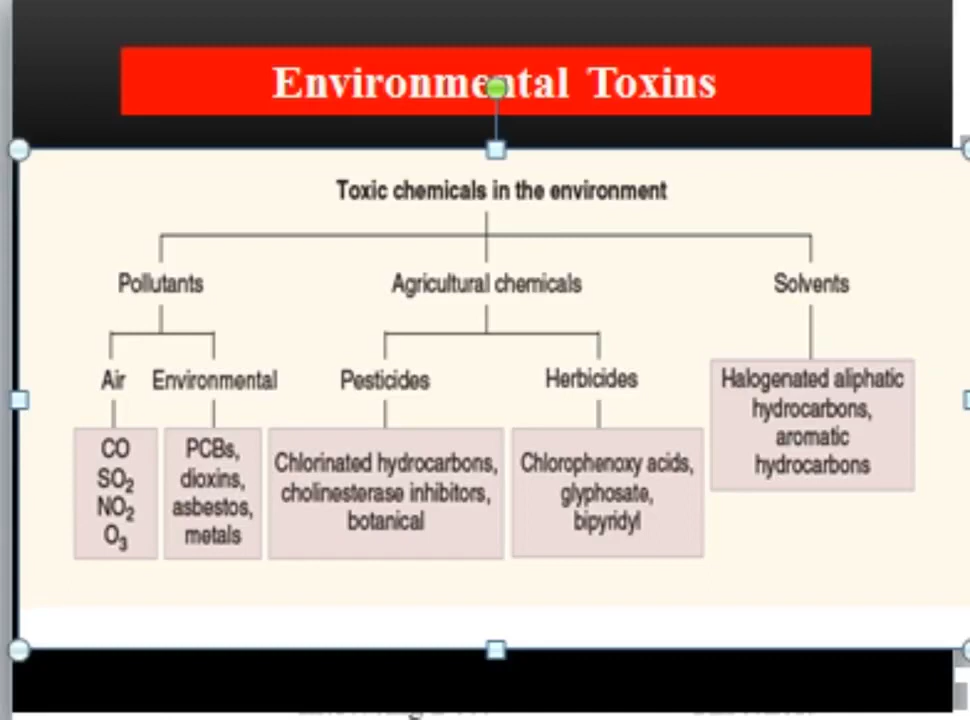 Environmental Toxins
Toxic chemicals in the environment
Pollutants
Agricultural chemicals
Solvents
Air
Environmental
Pesticides
Herbicides
CO
SO₂
NO₂
O₃
PCBs,
dioxins,
asbestos,
metals
Chlorinated hydrocarbons,
cholinesterase inhibitors,
botanical
Chlorophenoxy acids,
glyphosate,
bipyridyl
Halogenated aliphatic
hydrocarbons,
aromatic
hydrocarbons